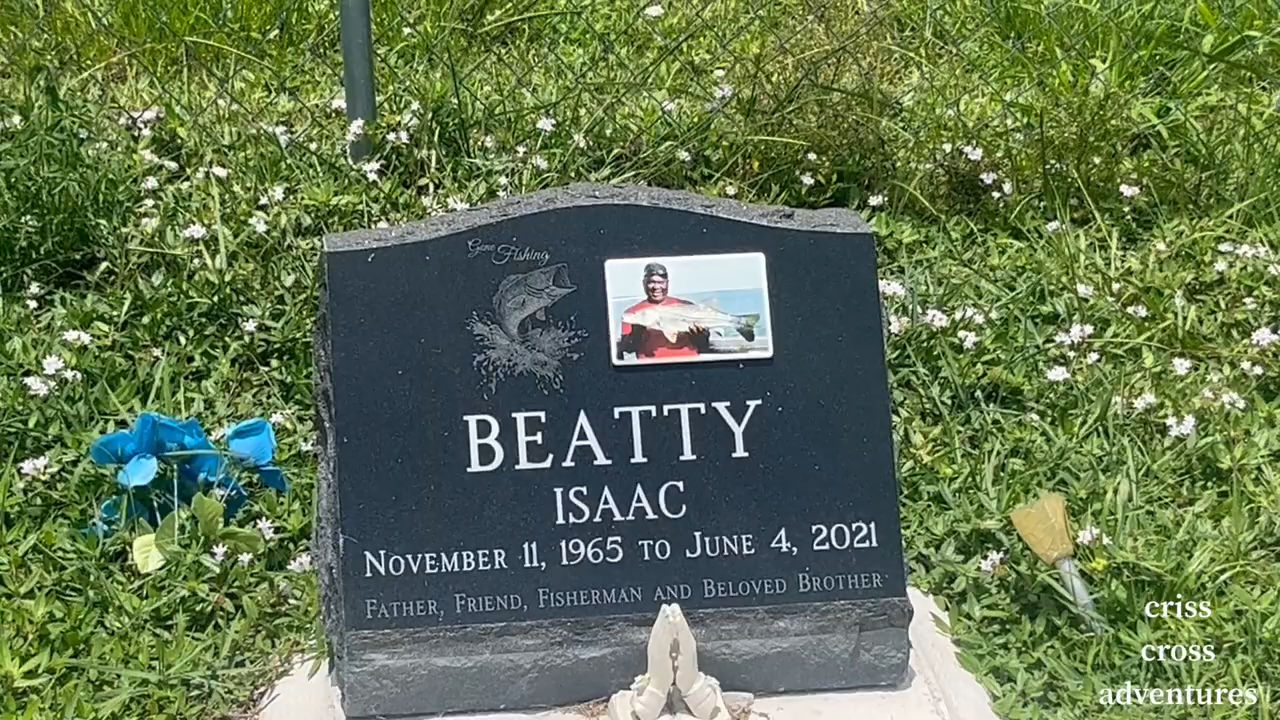 Gone Fishing
BEATTY
ISAAC
NOVEMBER 11, 1965 TO JUNE 4, 2021
FATHER, FRIEND, FISHERMAN AND BELOVED BROTHER
criss
cross
adventures